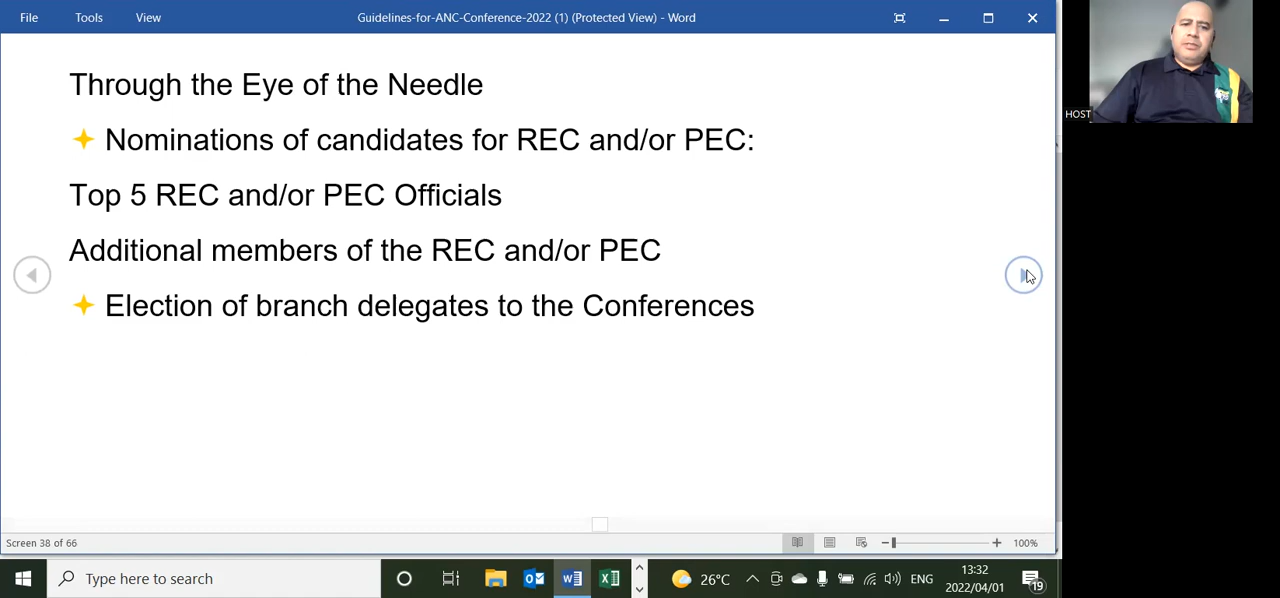 File Tools View Guidelines-for-ANC-Conference-2022 (1) (Protected View) - Word
Through the Eye of the Needle
Nominations of candidates for REC and/or PEC:
Top 5 REC and/or PEC Officials
Additional members of the REC and/or PEC
Election of branch delegates to the Conferences
HOST
Screen 38 of 66
100%
Type here to search
26°C
ENG
13:32
2022/04/01
19